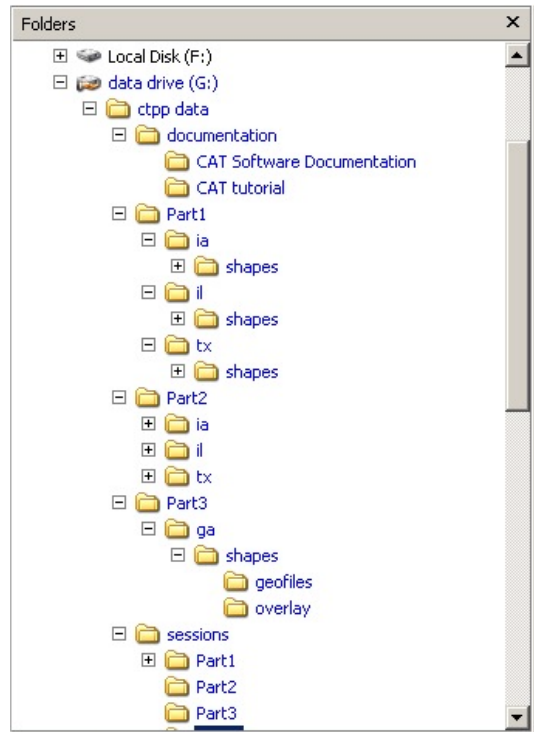 Folders
Local Disk (F:)
data drive (G:)
ctpp data
documentation
CAT Software Documentation
CAT tutorial
Part1
ia
shapes
il
shapes
tx
shapes
Part2
ia
il
tx
Part3
ga
shapes
geofiles
overlay
sessions
Part1
Part2
Part3